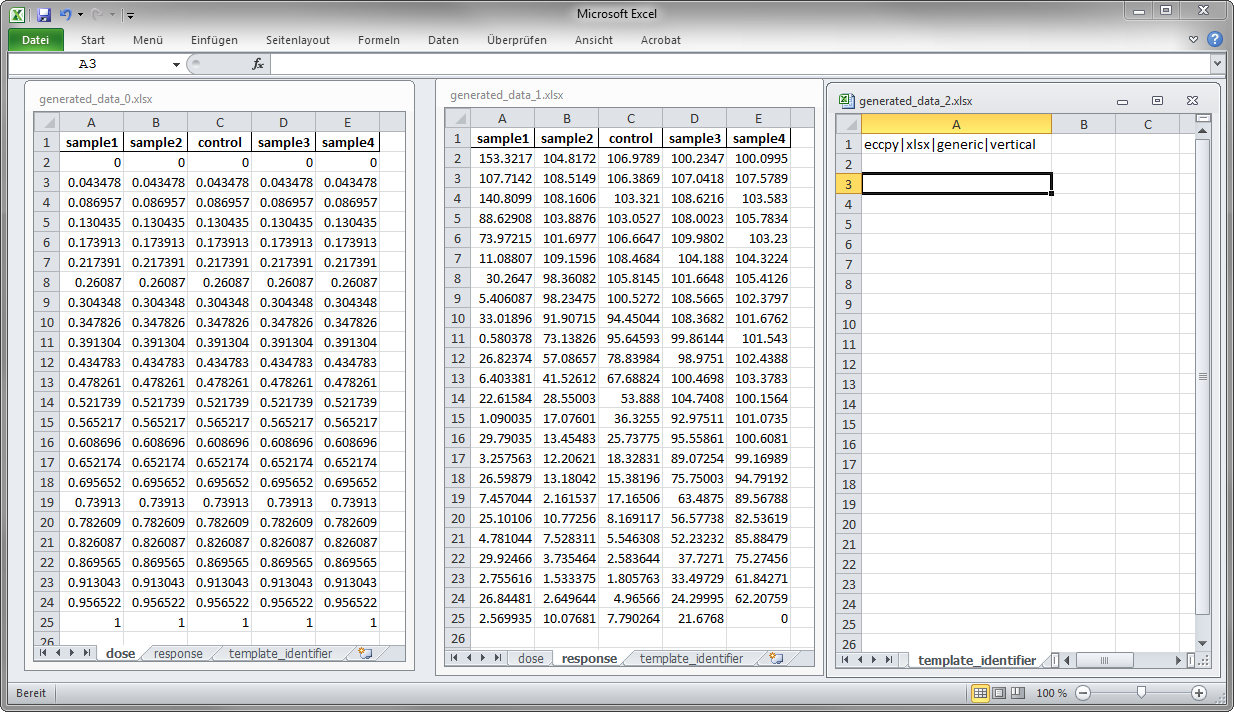 Microsoft Excel
Datei Start Menü Einfügen Seitenlayout Formeln Daten Überprüfen Ansicht Acrobat
A3 fx
generated_data_0.xlsx
A B C D E
1 sample1 sample2 control sample3 sample4
2 0 0 0 0 0
3 0.043478 0.043478 0.043478 0.043478 0.043478
4 0.086957 0.086957 0.086957 0.086957 0.086957
5 0.130435 0.130435 0.130435 0.130435 0.130435
6 0.173913 0.173913 0.173913 0.173913 0.173913
7 0.217391 0.217391 0.217391 0.217391 0.217391
8 0.26087 0.26087 0.26087 0.26087 0.26087
9 0.304348 0.304348 0.304348 0.304348 0.304348
10 0.347826 0.347826 0.347826 0.347826 0.347826
11 0.391304 0.391304 0.391304 0.391304 0.391304
12 0.434783 0.434783 0.434783 0.434783 0.434783
13 0.478261 0.478261 0.478261 0.478261 0.478261
14 0.521739 0.521739 0.521739 0.521739 0.521739
15 0.565217 0.565217 0.565217 0.565217 0.565217
16 0.608696 0.608696 0.608696 0.608696 0.608696
17 0.652174 0.652174 0.652174 0.652174 0.652174
18 0.695652 0.695652 0.695652 0.695652 0.695652
19 0.73913 0.73913 0.73913 0.73913 0.73913
20 0.782609 0.782609 0.782609 0.782609 0.782609
21 0.826087 0.826087 0.826087 0.826087 0.826087
22 0.869565 0.869565 0.869565 0.869565 0.869565
23 0.913043 0.913043 0.913043 0.913043 0.913043
24 0.956522 0.956522 0.956522 0.956522 0.956522
25 1 1 1 1 1
26
dose response template_identifier
generated_data_1.xlsx
A B C D E
1 sample1 sample2 control sample3 sample4
2 153.3217 104.8172 106.9789 100.2347 100.0995
3 107.7142 108.5149 106.3869 107.0418 107.5789
4 140.8099 108.1606 103.321 108.6216 103.583
5 88.62908 103.8876 103.0527 108.0023 105.7834
6 73.97215 101.6977 106.6647 109.9802 103.23
7 11.08807 109.1596 108.4684 104.188 104.3224
8 30.2647 98.36082 105.8145 101.6648 105.4126
9 5.406087 98.23475 100.5272 108.5665 102.3797
10 33.01896 91.90715 94.45044 108.3682 101.6762
11 0.580378 73.13826 95.64593 99.86144 101.543
12 26.82374 57.08657 78.83984 98.9751 102.4388
13 6.403381 41.52612 67.68824 100.4698 103.3783
14 22.61584 28.55003 53.888 104.7408 100.1564
15 1.090035 17.07601 36.3255 92.97511 101.0735
16 29.79035 13.45483 25.73775 95.55861 100.6081
17 3.257563 12.20621 18.32831 89.07254 99.16989
18 26.59879 13.18042 15.38196 75.75003 94.79192
19 7.457044 2.161537 17.16506 63.4875 89.56788
20 25.10106 10.77256 8.169117 56.57738 82.53619
21 4.781044 7.528311 5.546308 52.23232 85.88479
22 29.92466 3.735464 2.583644 37.7271 75.27456
23 2.755616 1.533375 1.805763 33.49729 61.84271
24 26.84481 2.649644 4.96566 24.29995 62.20759
25 2.569935 10.07681 7.790264 21.6768 0
26
dose response template_identifier
generated_data_2.xlsx
A B C
1 eccpy|xlsx|generic|vertical
2
3
4
5
6
7
8
9
10
11
12
13
14
15
16
17
18
19
20
21
22
23
24
25
26
template_identifier
Bereit 100 %